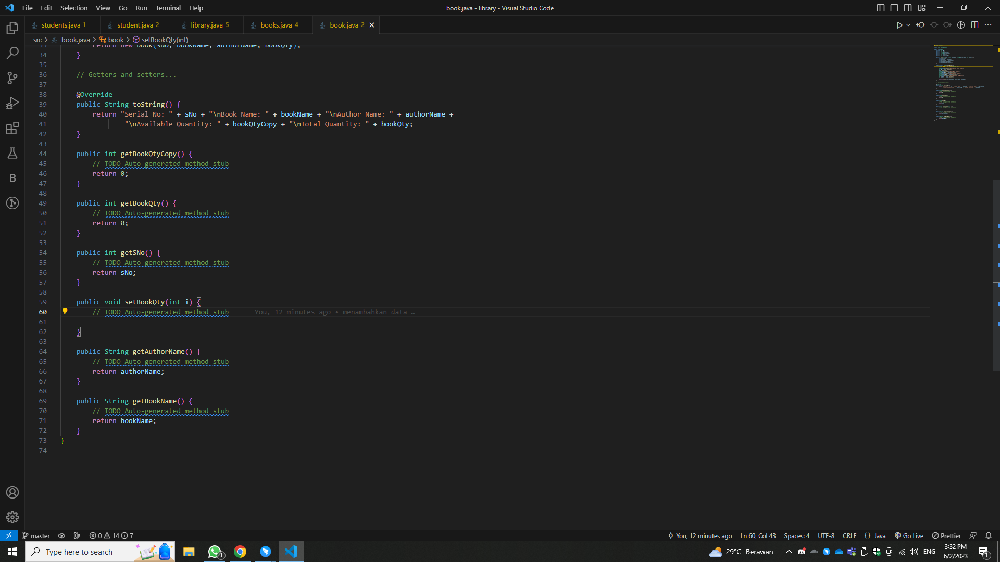 File Edit Selection View Go Run Terminal Help
book.java - library - Visual Studio Code
students.java 1
student.java 2
library.java 5
books.java 4
book.java 2
src > book.java > book > setBookQty(int)
33 return new book(sNo, bookName, authorName, bookQty);
34 }
35
36 // Getters and setters...
37
38 @Override
39 public String toString() {
40 return "Serial No: " + sNo + "\nBook Name: " + bookName + "\nAuthor Name: " + authorName +
41 "\nAvailable Quantity: " + bookQtyCopy + "\nTotal Quantity: " + bookQty;
42 }
43
44 public int getBookQtyCopy() {
45 // TODO Auto-generated method stub
46 return 0;
47 }
48
49 public int getBookQty() {
50 // TODO Auto-generated method stub
51 return 0;
52 }
53
54 public int getSNo() {
55 // TODO Auto-generated method stub
56 return sNo;
57 }
58
59 public void setBookQty(int i) {
60 // TODO Auto-generated method stub You, 12 minutes ago • menambahkan data …
61
62 }
63
64 public String getAuthorName() {
65 // TODO Auto-generated method stub
66 return authorName;
67 }
68
69 public String getBookName() {
70 // TODO Auto-generated method stub
71 return bookName;
72 }
73 }
74
B
master 0 14 7
You, 12 minutes ago Ln 60, Col 43 Spaces: 4 UTF-8 CRLF {} Java Go Live Prettier
Type here to search
3
29°C Berawan
ENG
3:32 PM
6/2/2023
1